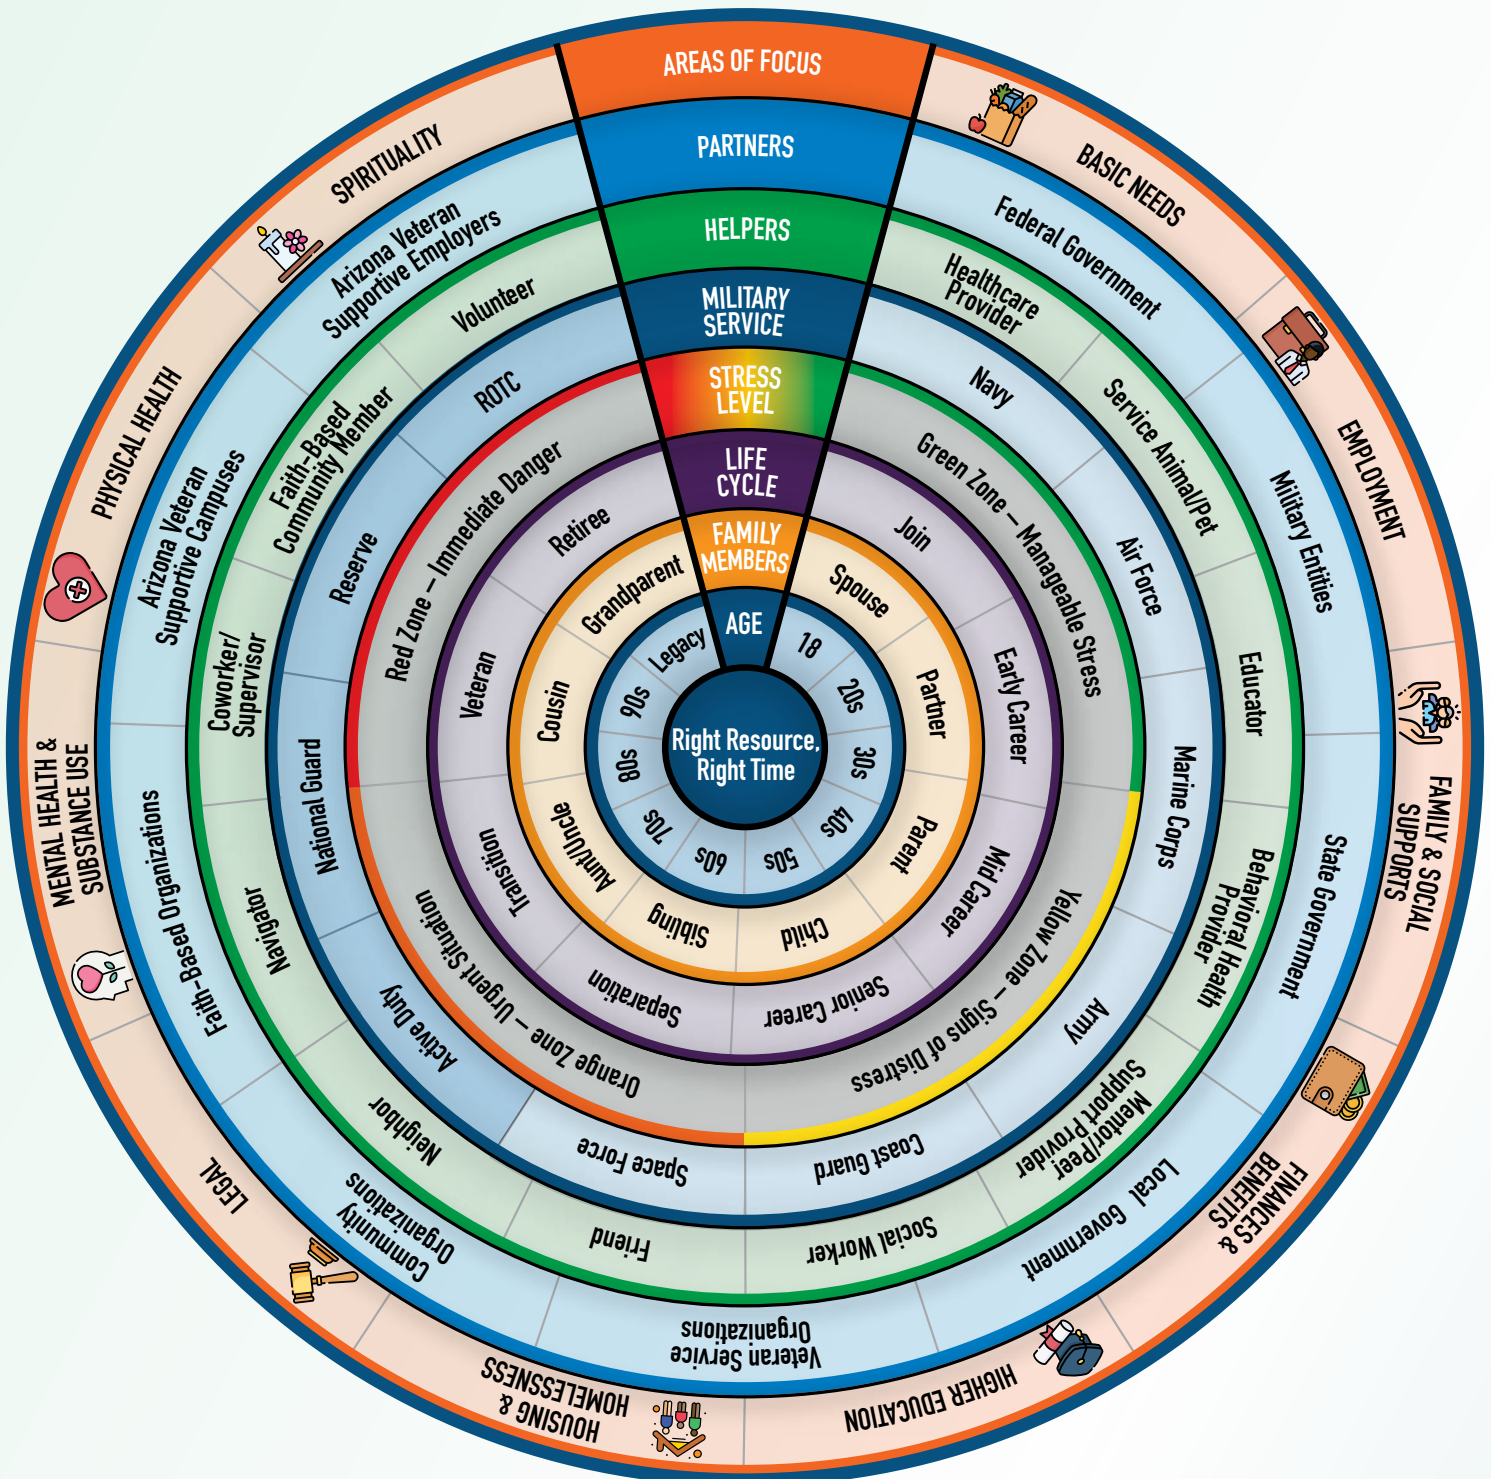 AREAS OF FOCUS
BASIC NEEDS
EMPLOYMENT
FAMILY & SOCIAL
SUPPORTS
FINANCES &
BENEFITS
HIGHER EDUCATION
HOUSING &
HOMELESSNESS
LEGAL
MENTAL HEALTH &
SUBSTANCE USE
PHYSICAL HEALTH
SPIRITUALITY
PARTNERS
Federal Government
Military Entities
State Government
Local Government
Veteran Service
Organizations
Community
Organizations
Faith-Based Organizations
Arizona Veteran
Supportive Campuses
Arizona Veteran
Supportive Employers
HELPERS
Healthcare
Provider
Service Animal/Pet
Educator
Behavioral Health
Provider
Mentor/Peer
Support Provider
Social Worker
Friend
Neighbor
Navigator
Coworker/
Supervisor
Faith-Based
Community Member
Volunteer
MILITARY
SERVICE
Navy
Air Force
Marine Corps
Army
Coast Guard
Space Force
Active Duty
National Guard
Reserve
ROTC
STRESS
LEVEL
Green Zone – Manageable Stress
Yellow Zone – Signs of Distress
Orange Zone – Urgent Situation
Red Zone – Immediate Danger
LIFE
CYCLE
Join
Early Career
Mid Career
Senior Career
Separation
Transition
Veteran
Retiree
FAMILY
MEMBERS
Spouse
Partner
Parent
Child
Sibling
Aunt/Uncle
Cousin
Grandparent
AGE
18
20s
30s
40s
50s
60s
70s
80s
90s
Legacy
Right Resource,
Right Time